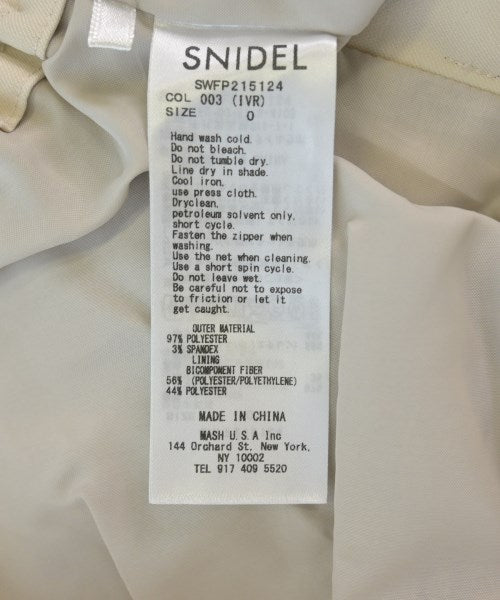 SNIDEL
SWFP215124
COL 003 (IVR)
SIZE 0
Hand wash cold.
Do not bleach.
Do not tumble dry.
Line dry in shade.
Cool iron,
use press cloth.
Dryclean,
petroleum solvent only.
short cycle.
Fasten the zipper when
washing.
Use the net when cleaning.
Use a short spin cycle.
Do not leave wet.
Be careful not to expose
to friction or let it
get caught.
OUTER MATERIAL
97% POLYESTER
3% SPANDEX
LINING
BICOMPONENT FIBER
56% (POLYESTER/POLYETHYLENE)
44% POLYESTER
MADE IN CHINA
MASH U.S.A Inc
144 Orchard St, New York,
NY 10002
TEL 917 409 5520